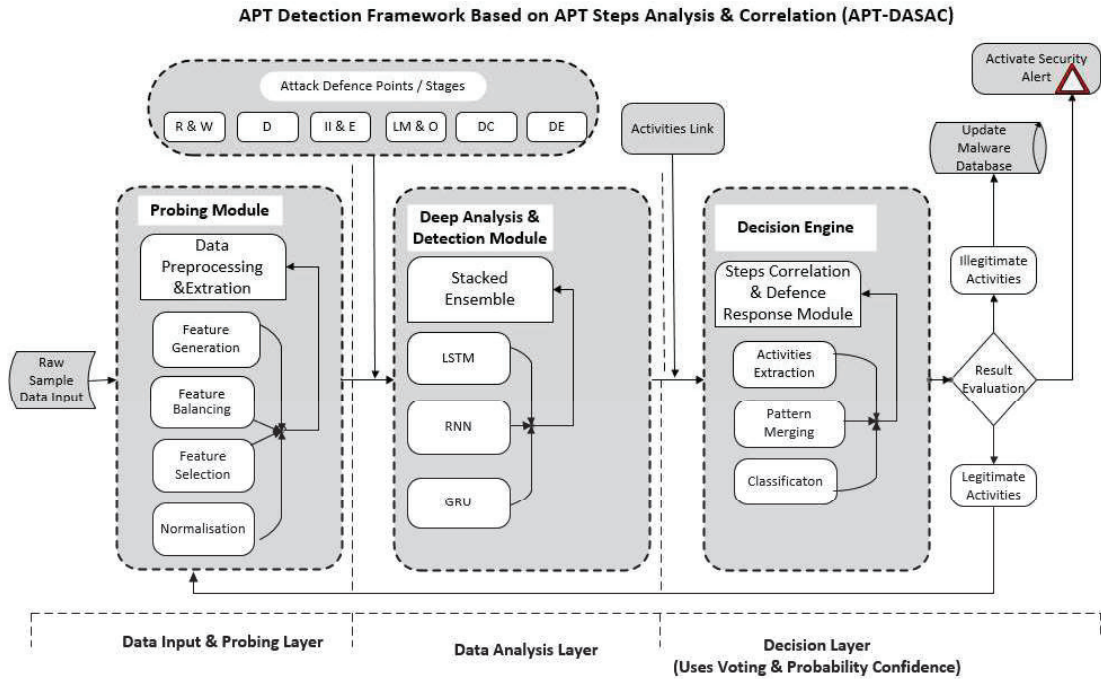 APT Detection Framework Based on APT Steps Analysis & Correlation (APT-DASAC)
Attack Defence Points / Stages
R & W
D
II & E
LM & O
DC
DE
Activities Link
Activate Security
Alert
Update
Malware
Database
Probing Module
Data
Preprocessing
&Extration
Feature
Generation
Feature
Balancing
Feature
Selection
Normalisation
Raw
Sample
Data Input
Deep Analysis &
Detection Module
Stacked
Ensemble
LSTM
RNN
GRU
Decision Engine
Steps Correlation
& Defence
Response Module
Activities
Extraction
Pattern
Merging
Classificaton
Illegitimate
Activities
Result
Evaluation
Legitimate
Activities
Data Input & Probing Layer
Data Analysis Layer
Decision Layer
(Uses Voting & Probability Confidence)